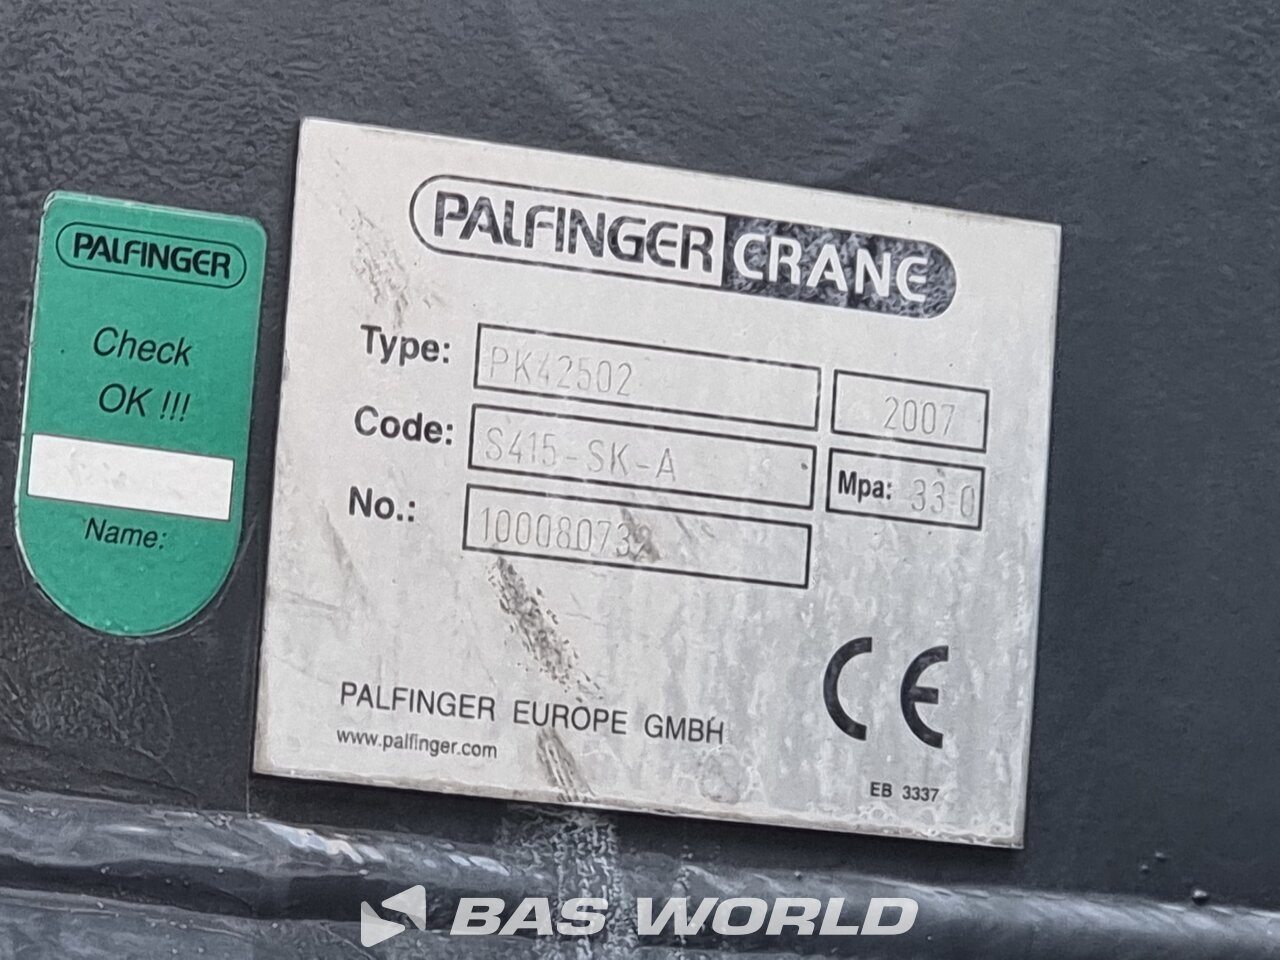 PALFINGER
Check
OK !!!
Name:
PALFINGER CRANE
Type: PK42502 2007
Code: S415-SK-A Mpa: 33-0
No.: 100080732
PALFINGER EUROPE GMBH
www.palfinger.com
CE
EB 3337
BAS WORLD